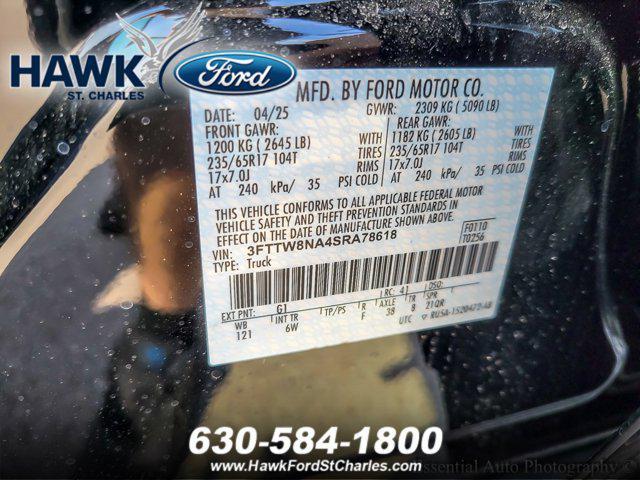 HAWK
ST. CHARLES
Ford
MFD. BY FORD MOTOR CO.
DATE: 04/25 GVWR: 2309 KG ( 5090 LB)
FRONT GAWR: REAR GAWR:
1200 KG ( 2645 LB) WITH 1182 KG ( 2605 LB) WITH
235/65R17 104T TIRES 235/65R17 104T TIRES
17x7.0J RIMS 17x7.0J RIMS
AT 240 kPa/ 35 PSI COLD AT 240 kPa/ 35 PSI COLD
THIS VEHICLE CONFORMS TO ALL APPLICABLE FEDERAL MOTOR
VEHICLE SAFETY AND THEFT PREVENTION STANDARDS IN
EFFECT ON THE DATE OF MANUFACTURE SHOWN ABOVE.
VIN: 3FTTW8NA4SRA78618 F0110
TYPE: Truck T0256
EXT PNT: G1 RC: 41 DSO:
WB INT TR TP/PS R AXLE TR SPR
121 6W F 38 8 21QR
UTC
630-584-1800
www.HawkFordStCharles.com
Essential Auto Photography ©